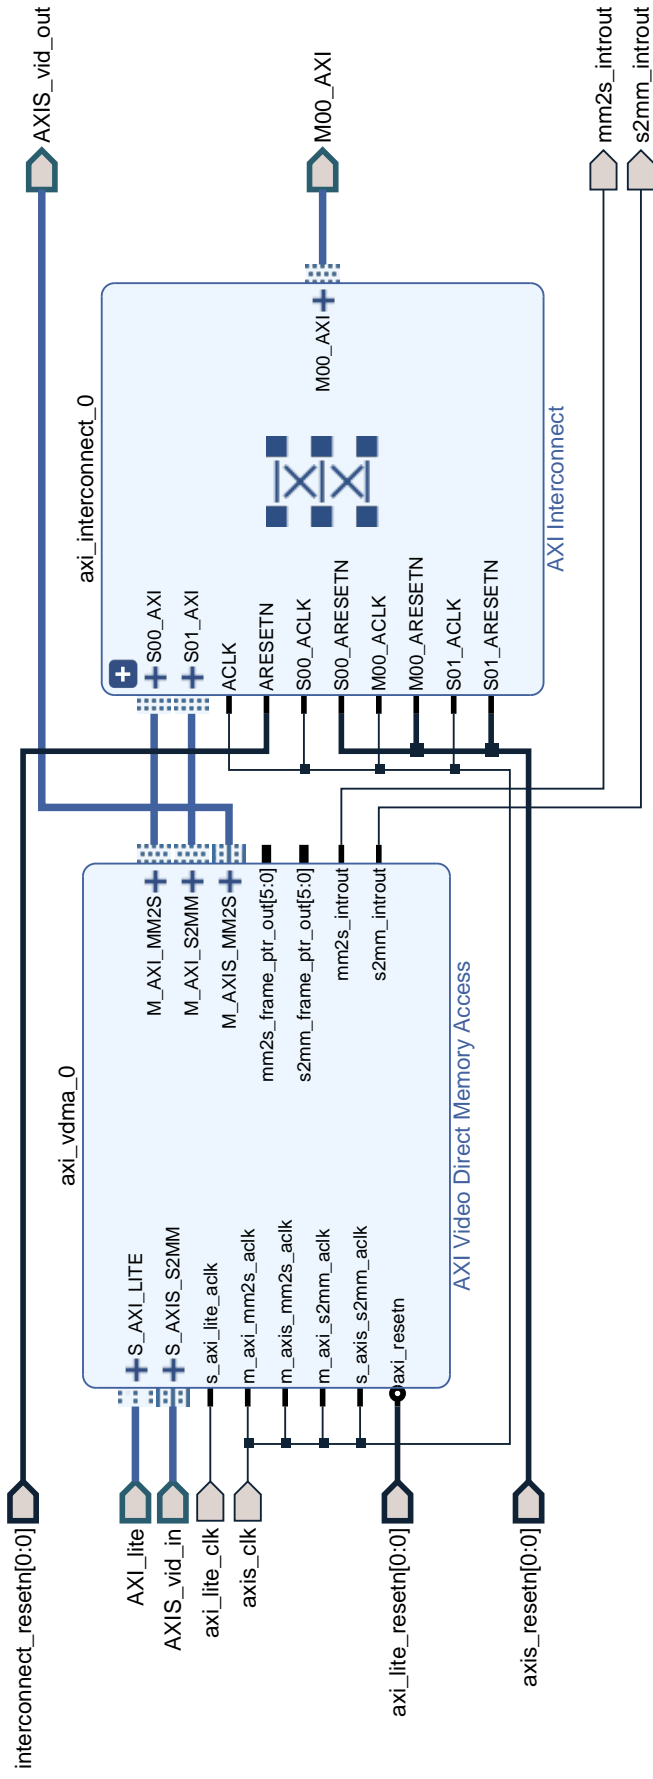 interconnect_resetn[0:0]
AXI_lite
AXIS_vid_in
axi_lite_clk
axis_clk
axi_lite_resetn[0:0]
axis_resetn[0:0]
axi_vdma_0
S_AXI_LITE
S_AXIS_S2MM
s_axi_lite_aclk
m_axi_mm2s_aclk
m_axis_mm2s_aclk
m_axi_s2mm_aclk
s_axis_s2mm_aclk
axi_resetn
M_AXI_MM2S
M_AXI_S2MM
M_AXIS_MM2S
mm2s_frame_ptr_out[5:0]
s2mm_frame_ptr_out[5:0]
mm2s_introut
s2mm_introut
AXI Video Direct Memory Access
axi_interconnect_0
S00_AXI
S01_AXI
ACLK
ARESETN
S00_ACLK
S00_ARESETN
M00_ACLK
M00_ARESETN
S01_ACLK
S01_ARESETN
M00_AXI
AXI Interconnect
AXIS_vid_out
M00_AXI
mm2s_introut
s2mm_introut